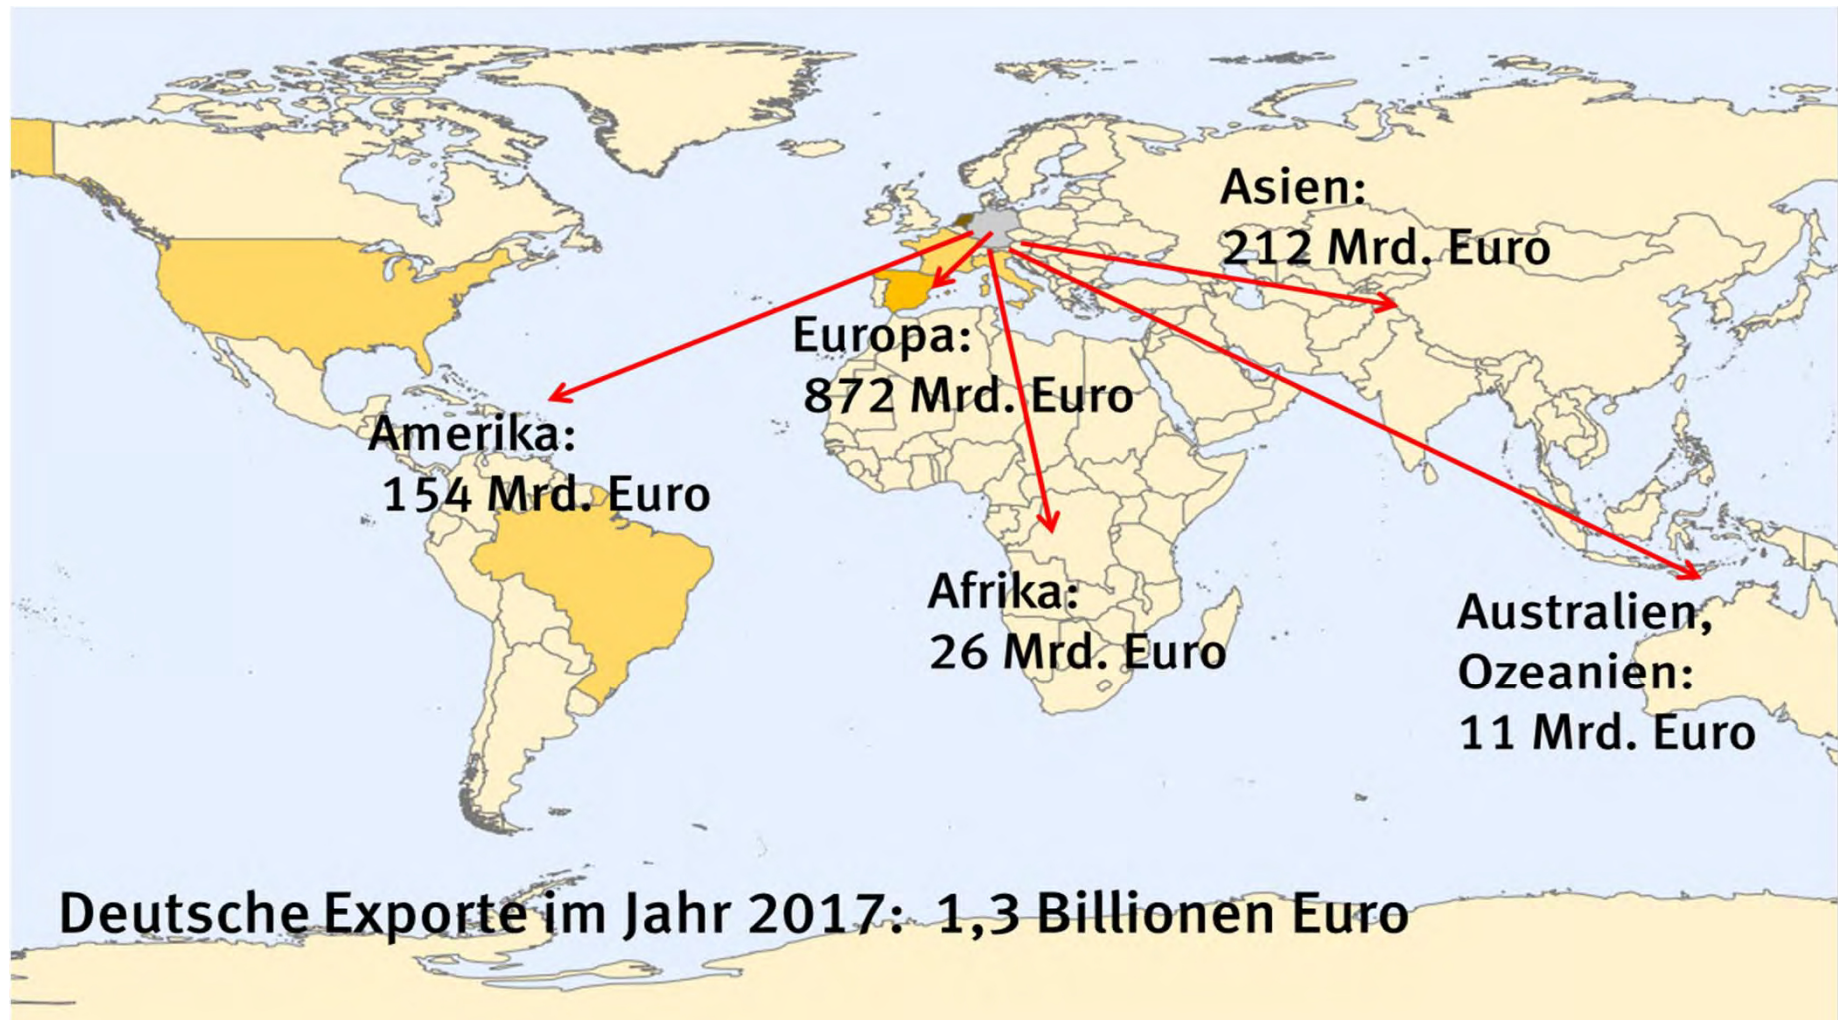 Asien:
212 Mrd. Euro
Europa:
872 Mrd. Euro
Amerika:
154 Mrd. Euro
Afrika:
26 Mrd. Euro
Australien,
Ozeanien:
11 Mrd. Euro
Deutsche Exporte im Jahr 2017: 1,3 Billionen Euro